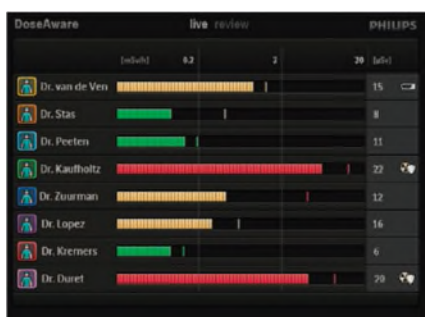 DoseAware live review PHILIPS
[mSv/h] 0.2 2 20 [µSv]
Dr. van de Ven 15
Dr. Stas 8
Dr. Peeten 11
Dr. Kaufholtz 22
Dr. Zuurman 12
Dr. Lopez 16
Dr. Kremers 6
Dr. Duret 20